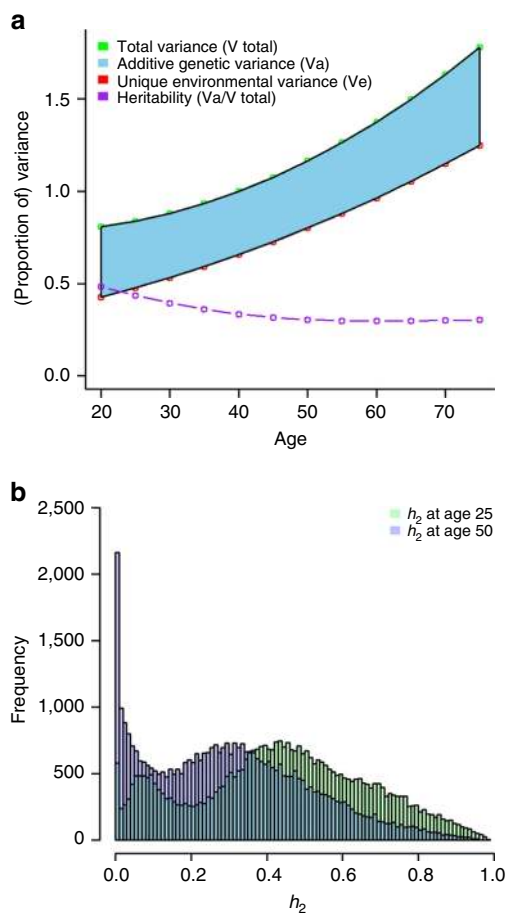 a
Total variance (V total)
Additive genetic variance (Va)
Unique environmental variance (Ve)
Heritability (Va/V total)
(Proportion of) variance
1.5
1.0
0.5
0.0
20 30 40 50 60 70
Age
b
h2 at age 25
h2 at age 50
Frequency
2,500
2,000
1,500
1,000
500
0
0.0 0.2 0.4 0.6 0.8 1.0
h2